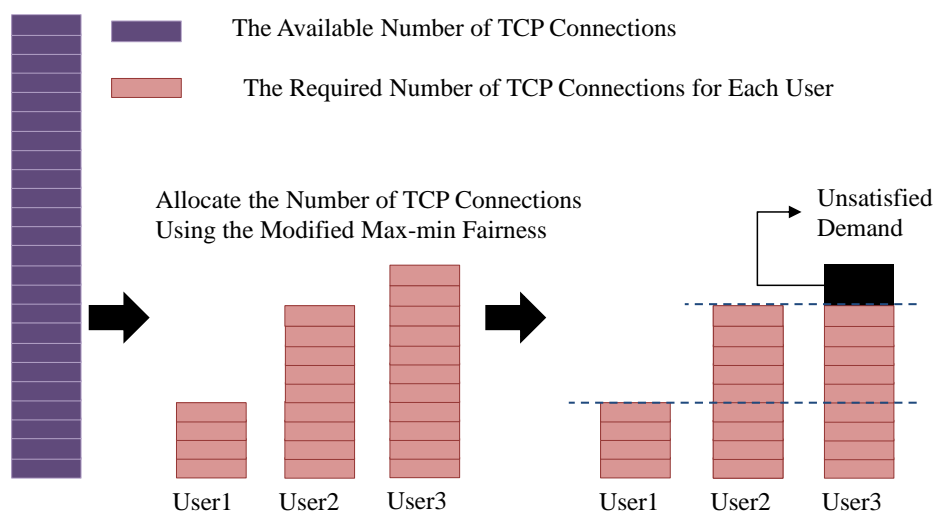 The Available Number of TCP Connections
The Required Number of TCP Connections for Each User
Allocate the Number of TCP Connections
Using the Modified Max-min Fairness
Unsatisfied
Demand
User1
User2
User3
User1
User2
User3